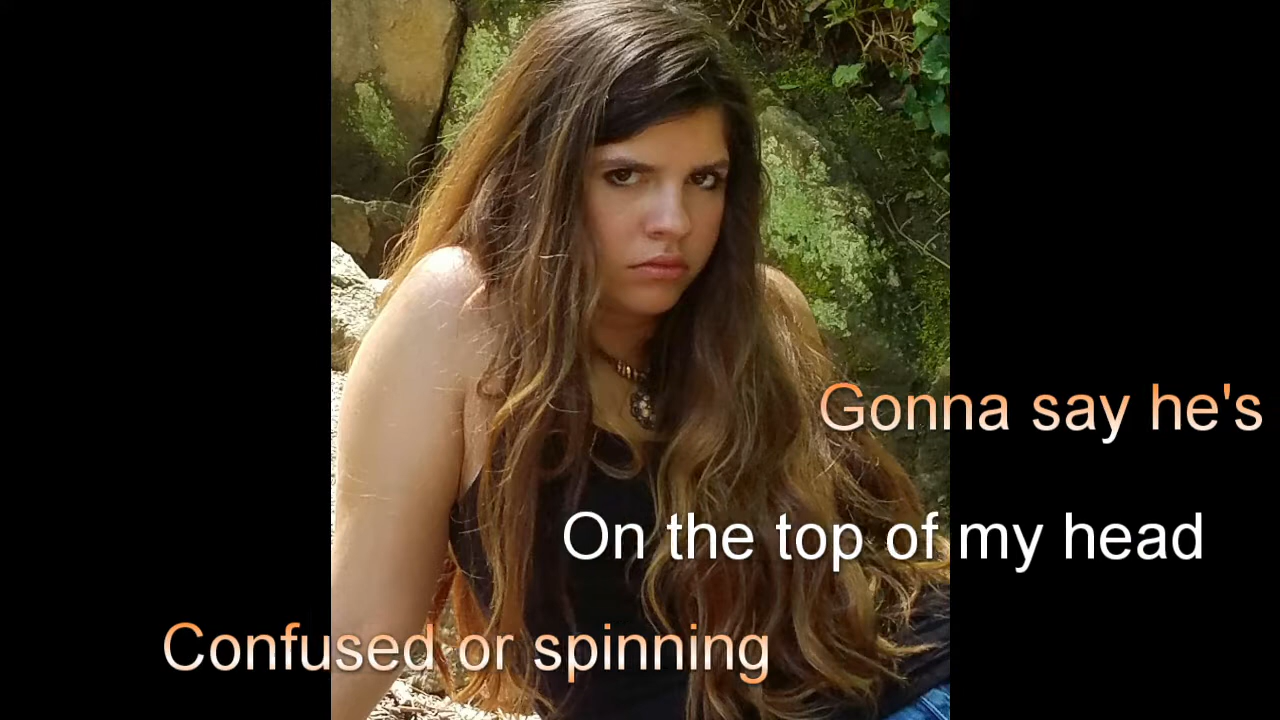 Gonna say he's
On the top of my head
Confused or spinning